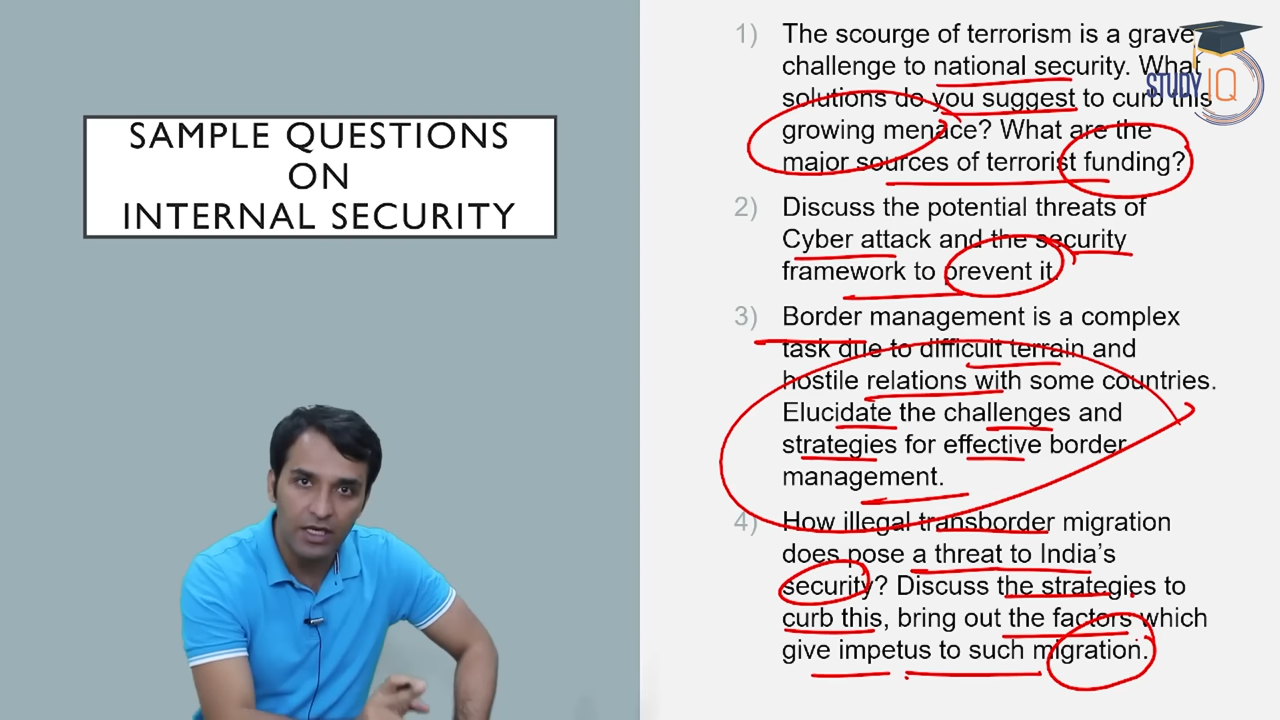 SAMPLE QUESTIONS
ON
INTERNAL SECURITY
1) The scourge of terrorism is a grave
challenge to national security. What
solutions do you suggest to curb this
growing menace? What are the
major sources of terrorist funding?
2) Discuss the potential threats of
Cyber attack and the security
framework to prevent it.
3) Border management is a complex
task due to difficult terrain and
hostile relations with some countries.
Elucidate the challenges and
strategies for effective border
management.
4) How illegal transborder migration
does pose a threat to India's
security? Discuss the strategies to
curb this, bring out the factors which
give impetus to such migration.
STUDY IQ